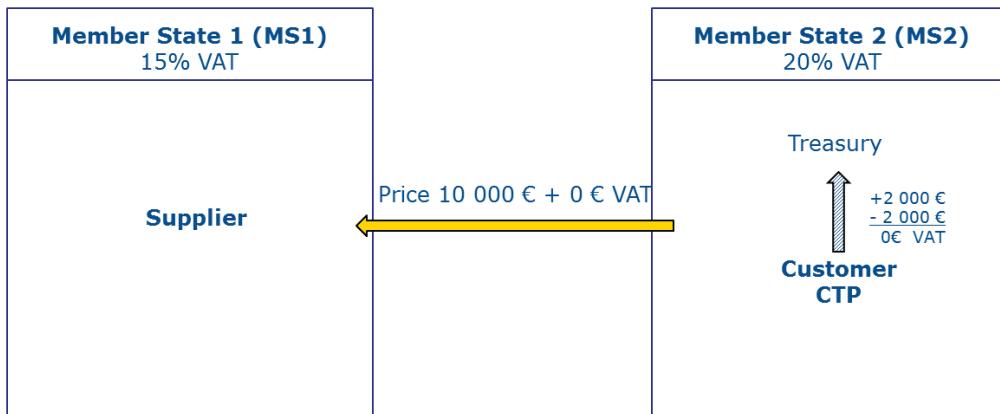 Member State 1 (MS1)
15% VAT
Member State 2 (MS2)
20% VAT
Treasury
Price 10 000 € + 0 € VAT
+2 000 €
- 2 000 €
0€ VAT
Supplier
Customer
CTP